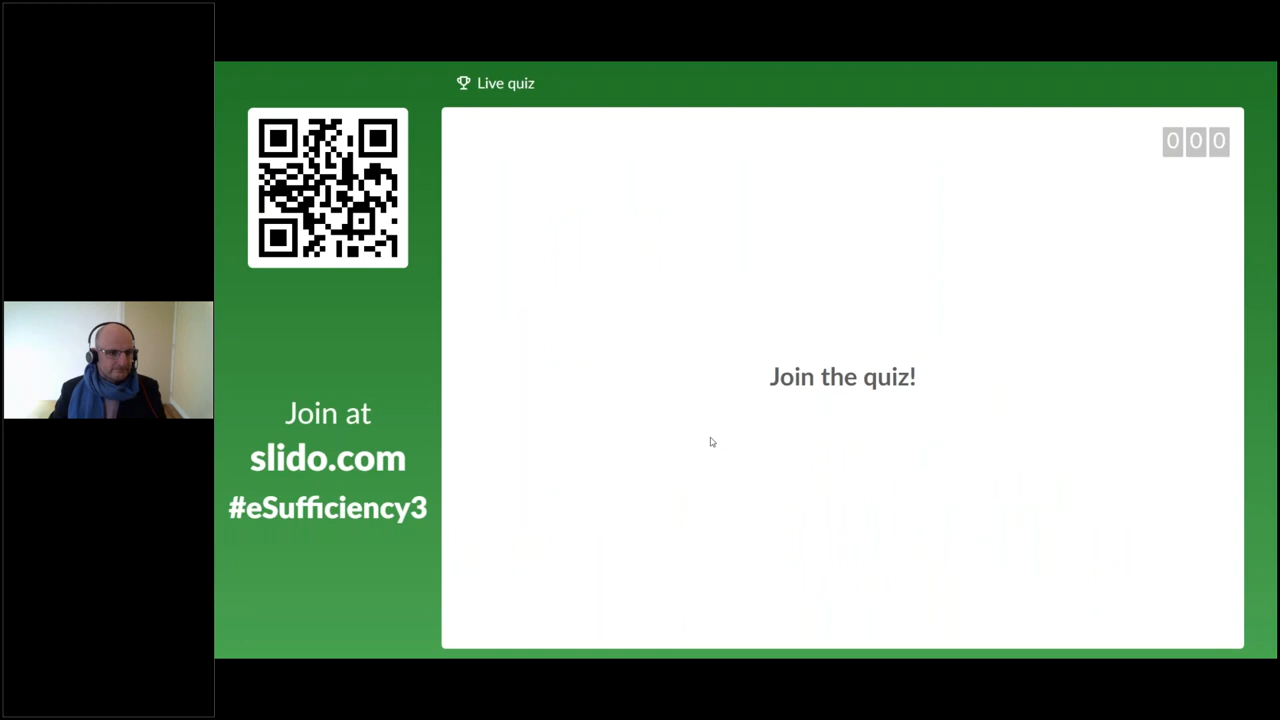 Live quiz
000
Join the quiz!
Join at
slido.com
#eSufficiency3